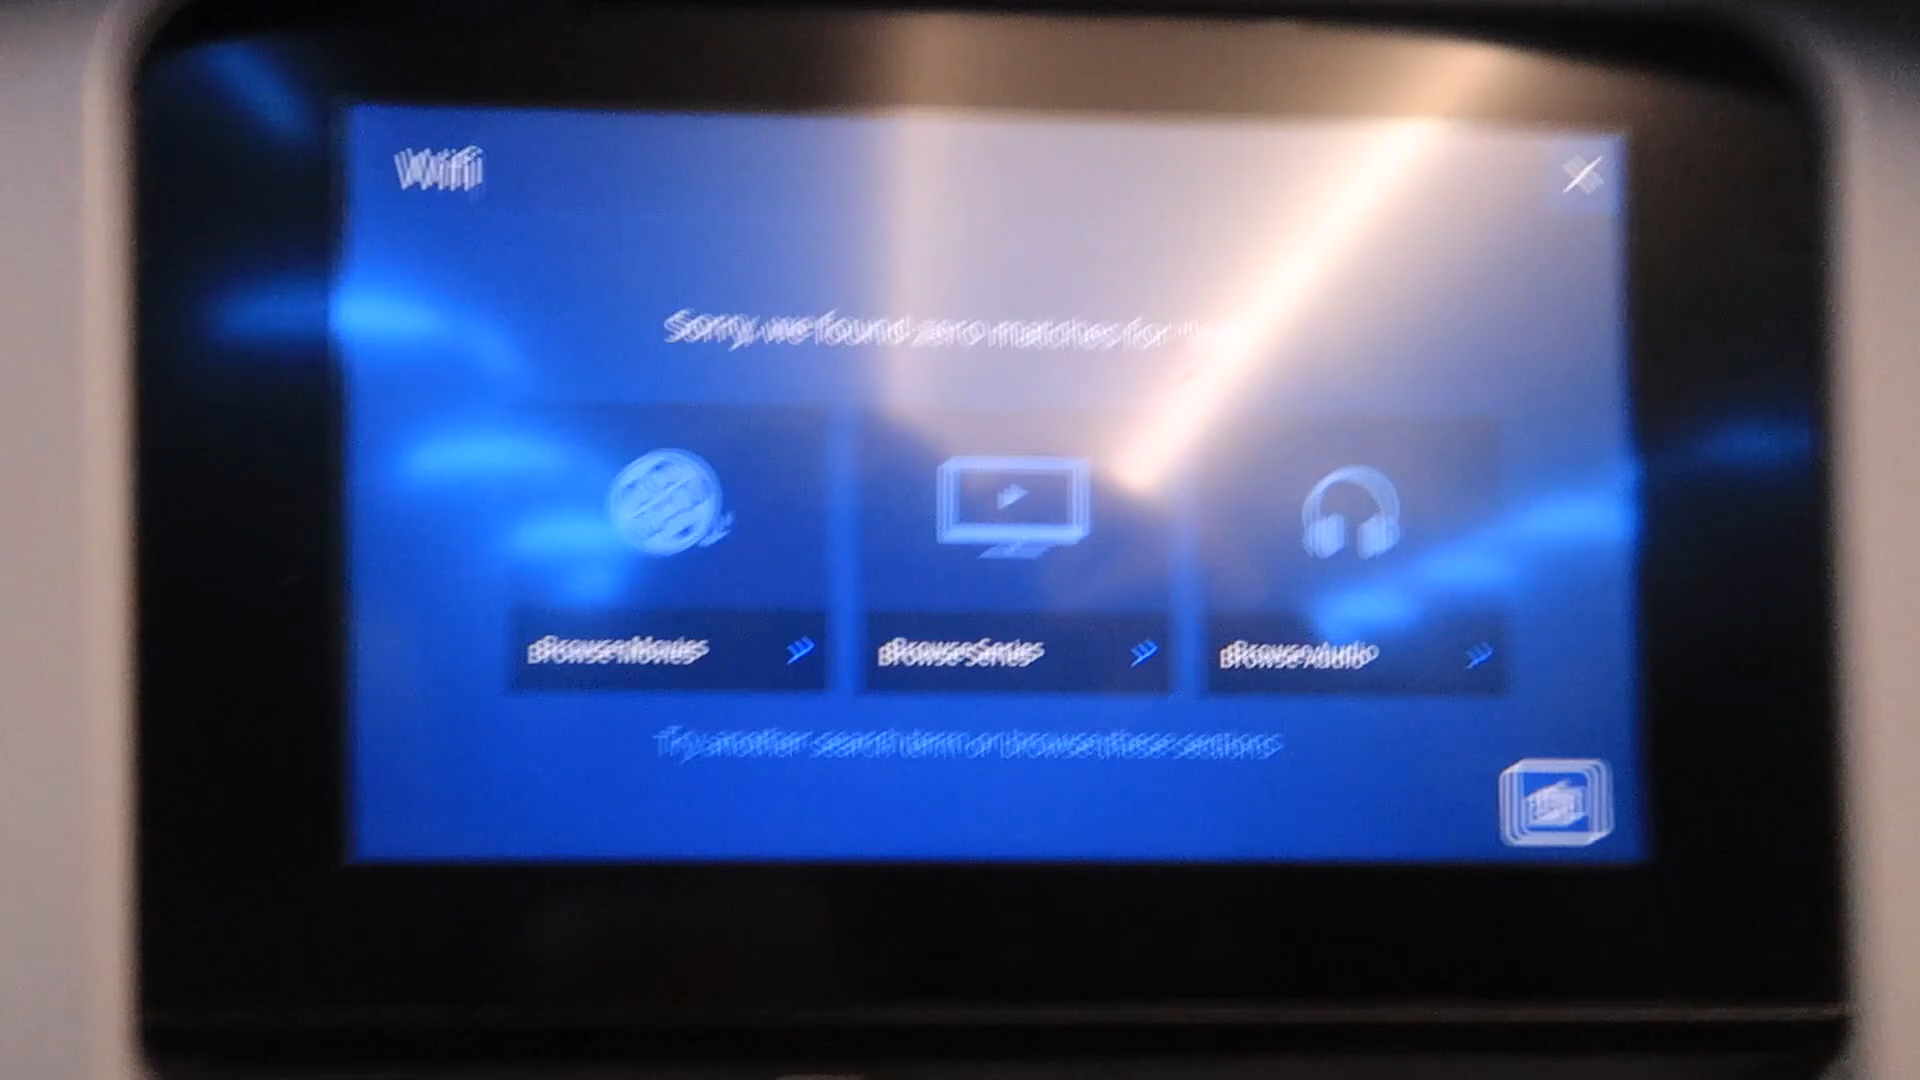 Wifi
Sorry, we found zero matches for
Browse Movies
Browse Series
Browse Audio
Try another search term or browse these sections